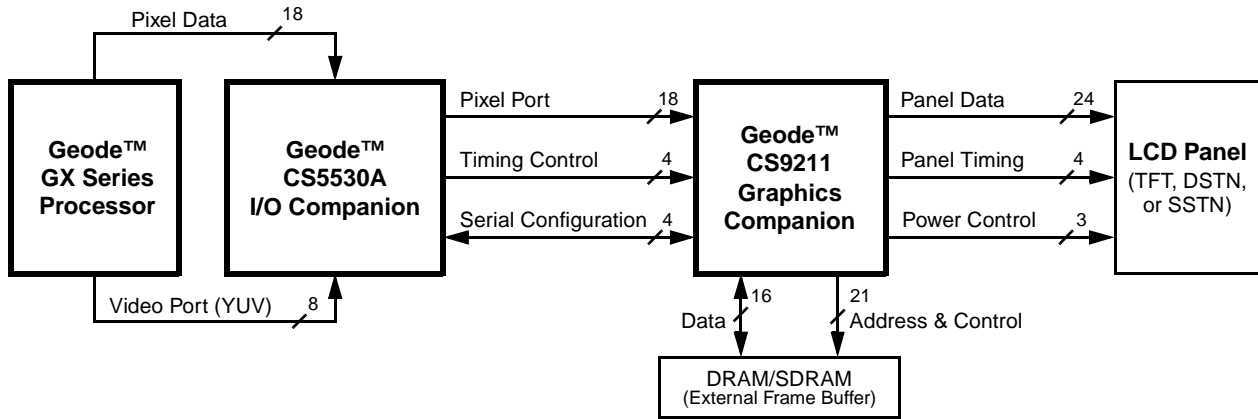 Pixel Data
18
Geode™
GX Series
Processor
Geode™
CS5530A
I/O Companion
Video Port (YUV)
8
Pixel Port
18
Timing Control
4
Serial Configuration
4
Geode™
CS9211
Graphics
Companion
Panel Data
24
Panel Timing
4
Power Control
3
LCD Panel
(TFT, DSTN,
or SSTN)
16
Data
21
Address & Control
DRAM/SDRAM
(External Frame Buffer)